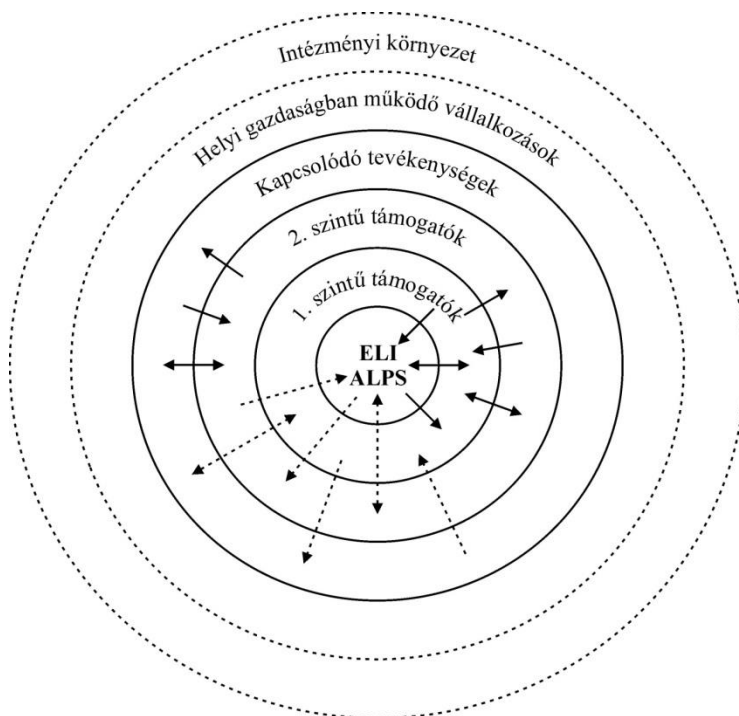 Intézményi környezet
Helyi gazdaságban működő vállalkozások
Kapcsolódó tevékenységek
2. szintű támogatók
1. szintű támogatók
ELI
ALPS